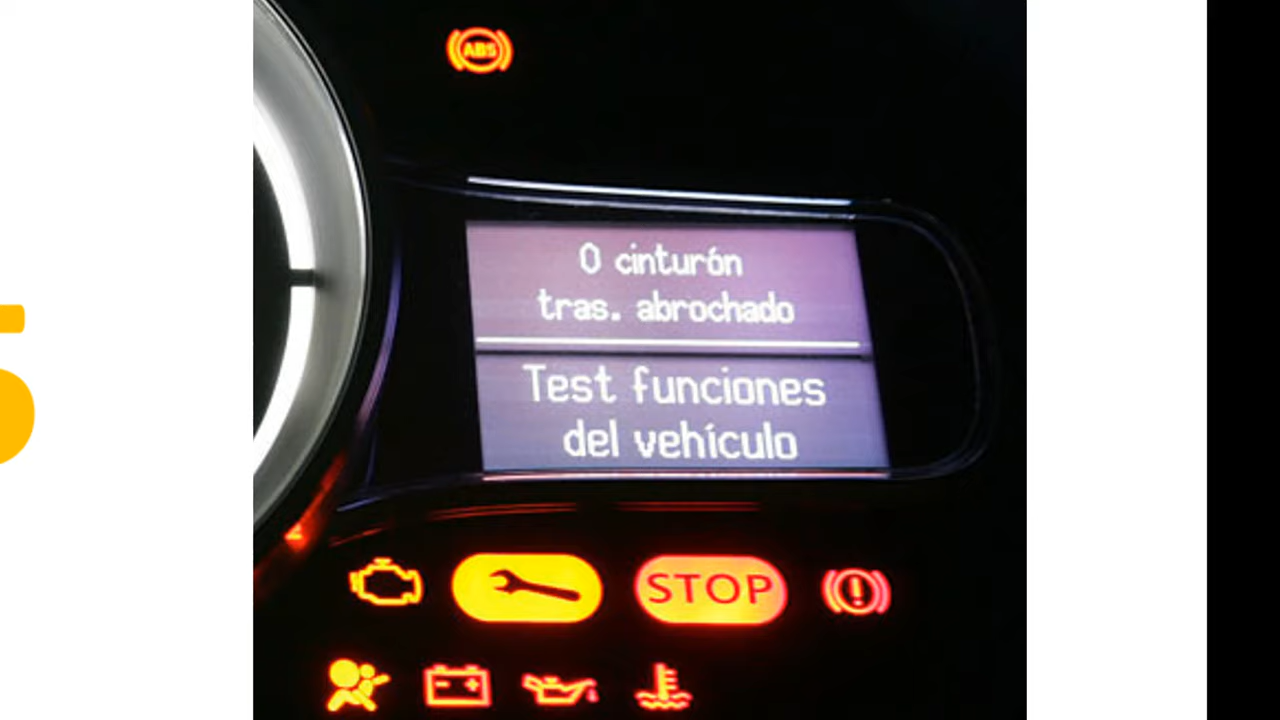 ABS
0 cinturón
tras. abrochado
Test funciones
del vehículo
STOP